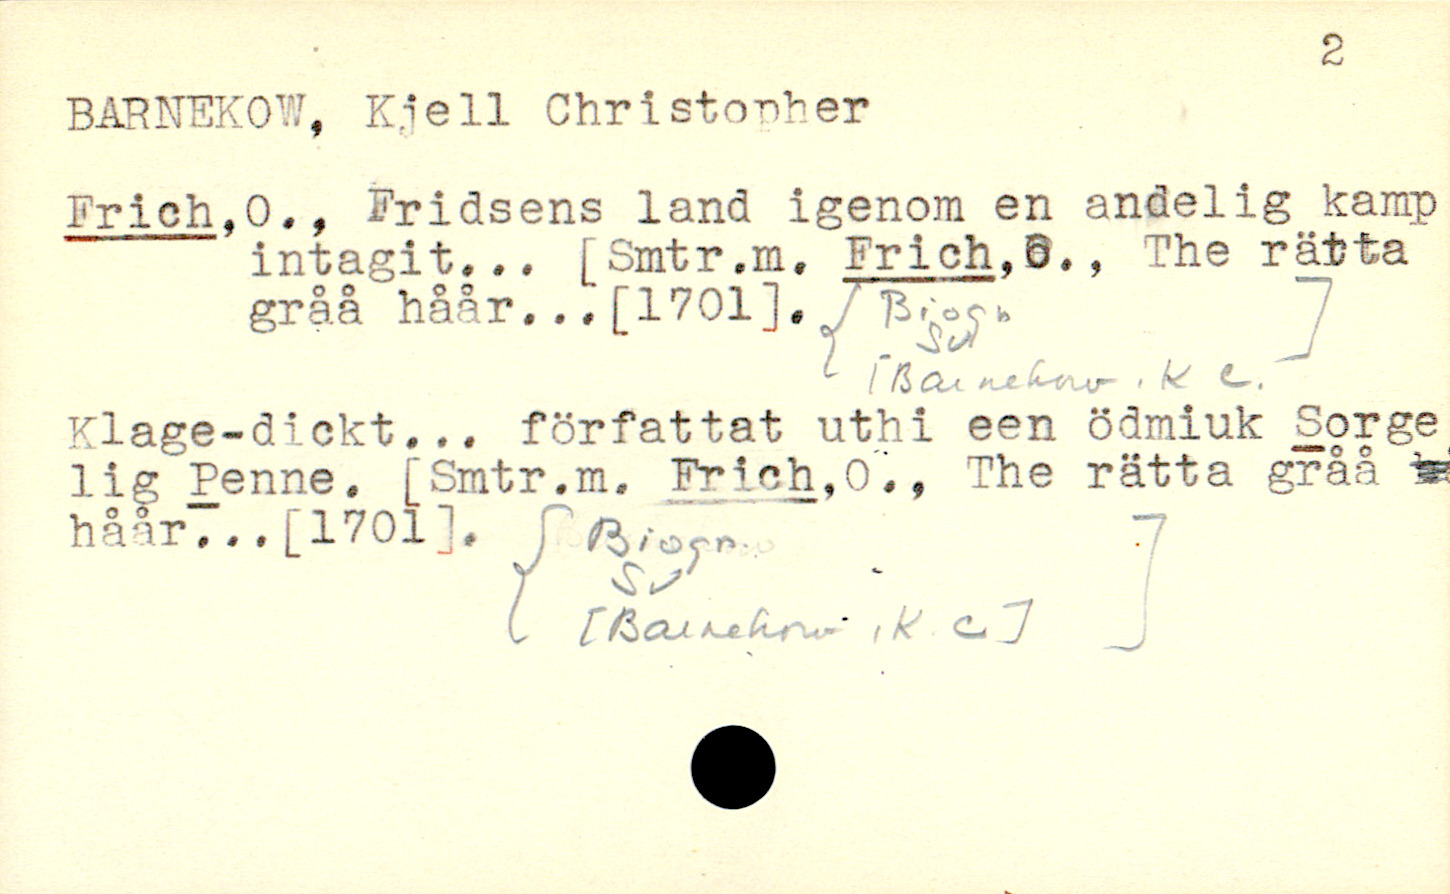 2
BARNEKOW, Kjell Christopher
Frich,O., Fridsens land igenom en andelig kamp
intagit... [Smtr.m. Frich,O., The rätta
gråå håår...[1701]. { Biogr ]
Sv
[Barnekow, K C.
Klage-dickt... författat uthi een ödmiuk Sorge
lig Penne. [Smtr.m. Frich,O., The rätta gråå
håår...[1701]. { Biogr. ]
Sv
[Barnekow, K C]